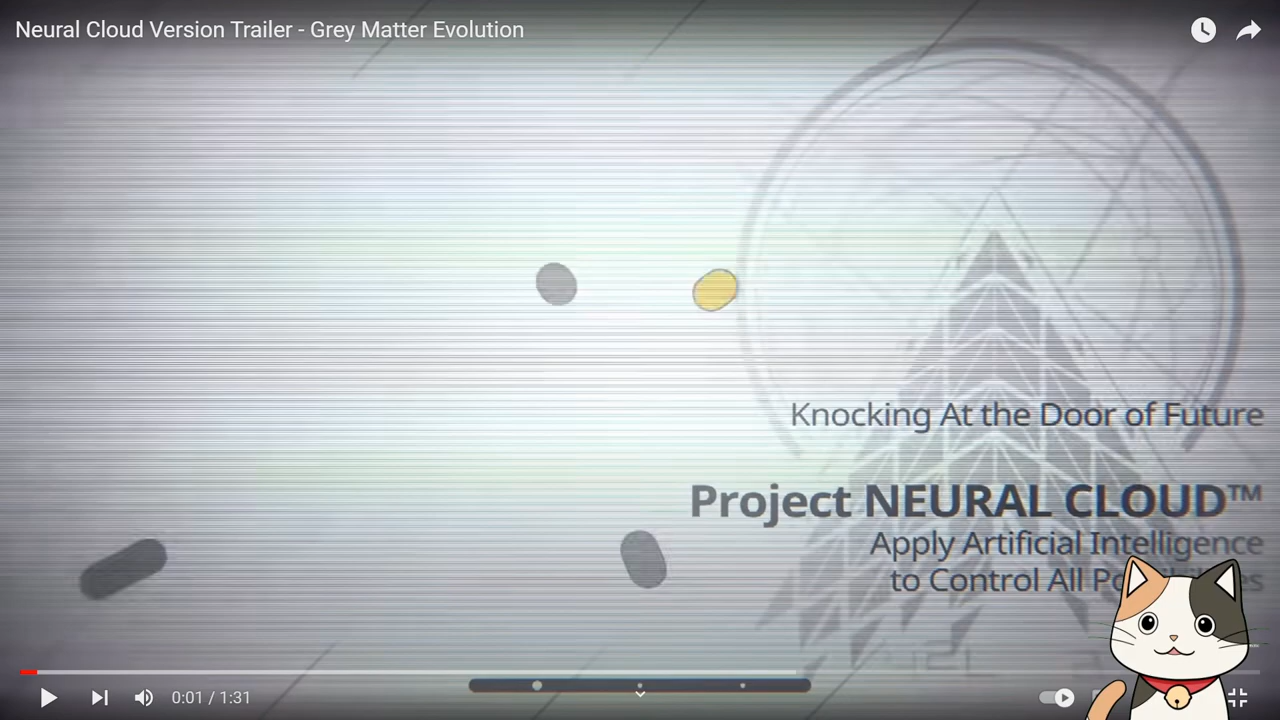 Neural Cloud Version Trailer - Grey Matter Evolution
Knocking At the Door of Future
Project NEURAL CLOUD™
Apply Artificial Intelligence
to Control All
0:01 / 1:31